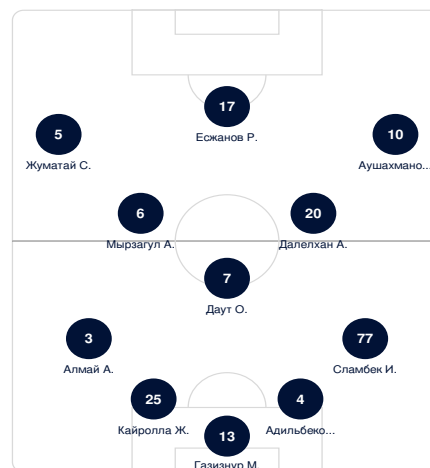 17
Есжанов Р.
5
10
Жуматай С.
Аушахмано...
6
20
Мырзагул А.
Далелхан А.
7
Даут О.
3
77
Алмай А.
Сламбек И.
25
4
Кайролла Ж.
Адильбеко...
13
Газизнур М